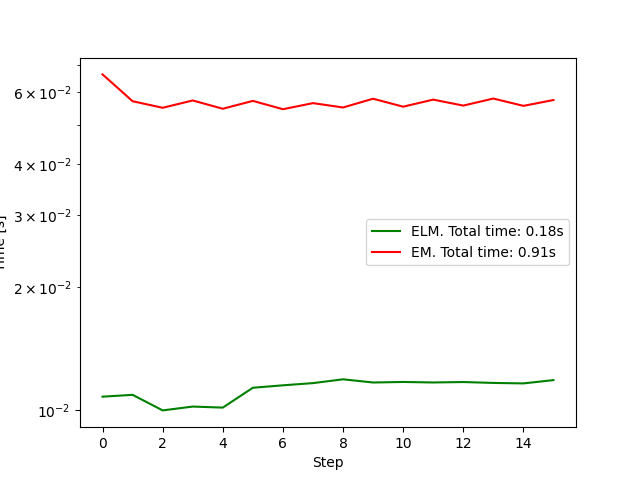 6 × 10⁻²
4 × 10⁻²
3 × 10⁻²
2 × 10⁻²
10⁻²
ELM. Total time: 0.18s
EM. Total time: 0.91s
0 2 4 6 8 10 12 14
Step
Time [s]